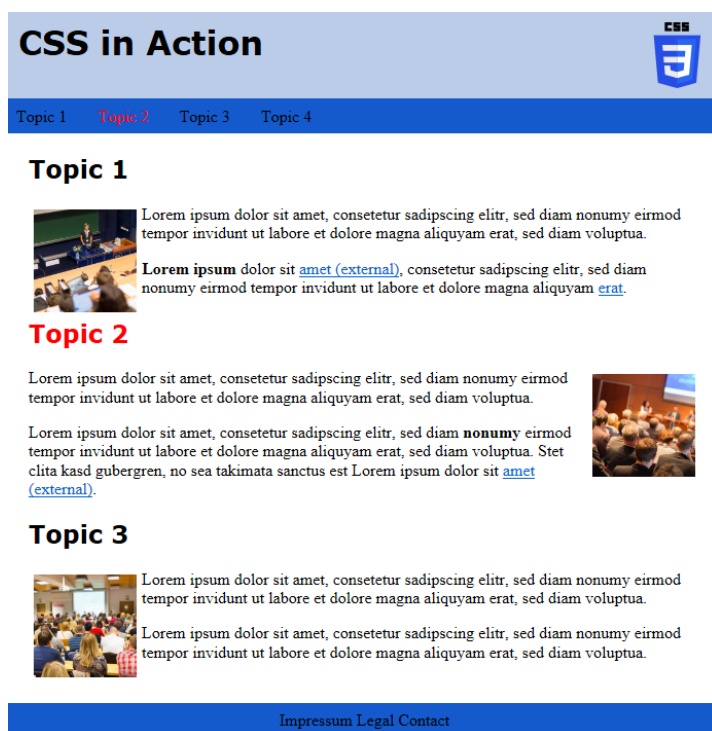 CSS in Action
CSS
3
Topic 1 Topic 2 Topic 3 Topic 4
Topic 1
Lorem ipsum dolor sit amet, consetetur sadipscing elitr, sed diam nonumy eirmod
tempor invidunt ut labore et dolore magna aliquyam erat, sed diam voluptua.
Lorem ipsum dolor sit amet (external), consetetur sadipscing elitr, sed diam
nonumy eirmod tempor invidunt ut labore et dolore magna aliquyam erat.
Topic 2
Lorem ipsum dolor sit amet, consetetur sadipscing elitr, sed diam nonumy eirmod
tempor invidunt ut labore et dolore magna aliquyam erat, sed diam voluptua.
Lorem ipsum dolor sit amet, consetetur sadipscing elitr, sed diam nonumy eirmod
tempor invidunt ut labore et dolore magna aliquyam erat, sed diam voluptua. Stet
clita kasd gubergren, no sea takimata sanctus est Lorem ipsum dolor sit amet
(external).
Topic 3
Lorem ipsum dolor sit amet, consetetur sadipscing elitr, sed diam nonumy eirmod
tempor invidunt ut labore et dolore magna aliquyam erat, sed diam voluptua.
Lorem ipsum dolor sit amet, consetetur sadipscing elitr, sed diam nonumy eirmod
tempor invidunt ut labore et dolore magna aliquyam erat, sed diam voluptua.
Impressum Legal Contact